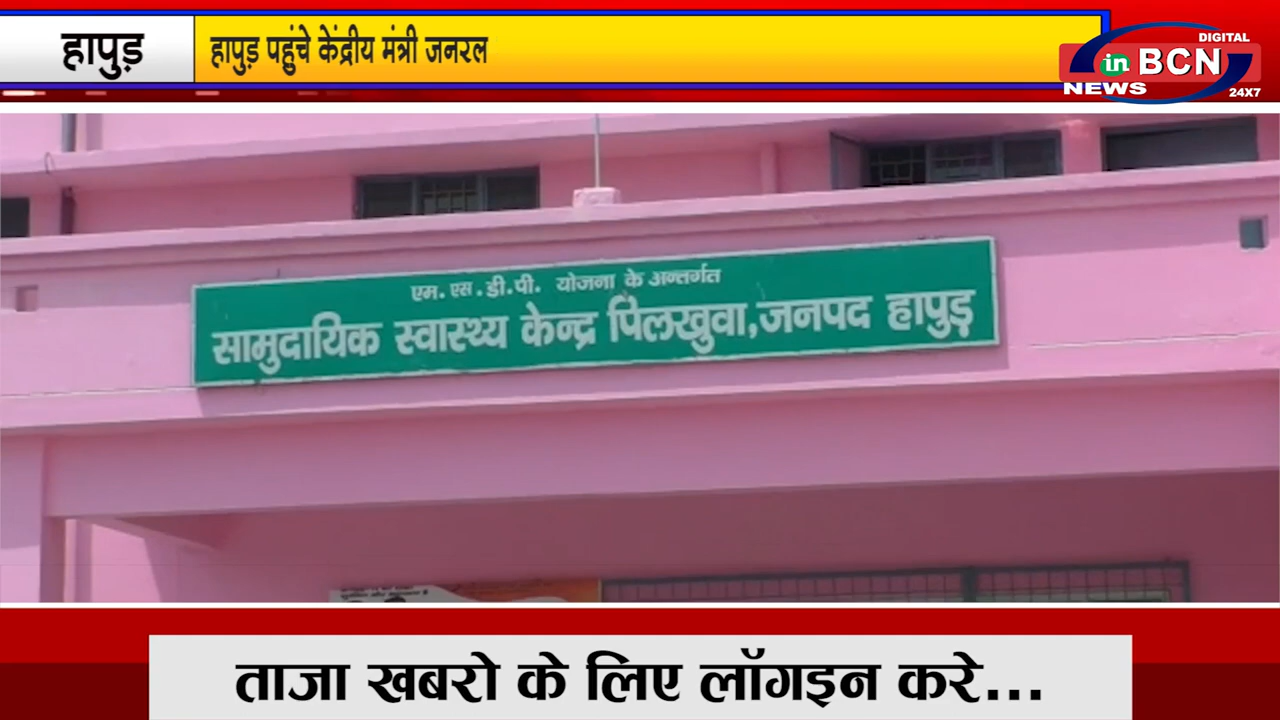 हापुड़
हापुड़ पहुंचे केंद्रीय मंत्री जनरल
DIGITAL
in BCN
NEWS
24X7
एम. एस. डी. पी. योजना के अन्तर्गत
सामुदायिक स्वास्थ्य केन्द्र पिलखुवा,जनपद हापुड़
ताजा खबरो के लिए लॉगइन करे...